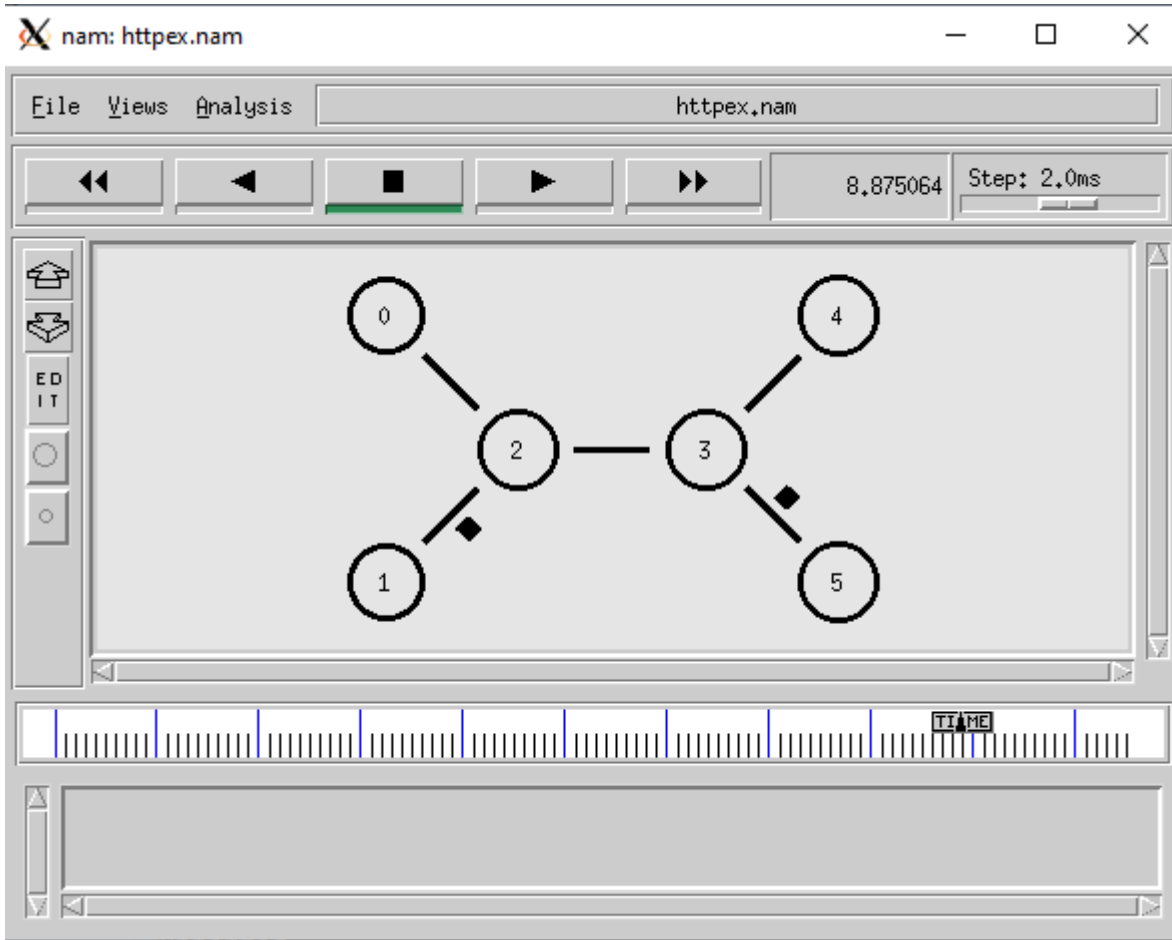 nam: httpex.nam
File Views Analysis httpex.nam
8.875064 Step: 2.0ms
ED
IT
0
4
2
3
1
5
TIME